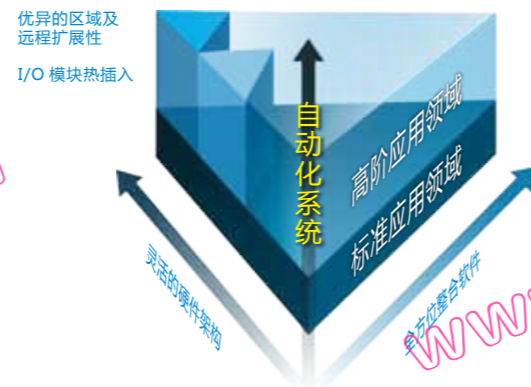 优异的区域及
远程扩展性
I/O 模块热插入
自动化系统
高阶应用领域
标准应用领域
灵活的硬件架构
全方位整合软件
www